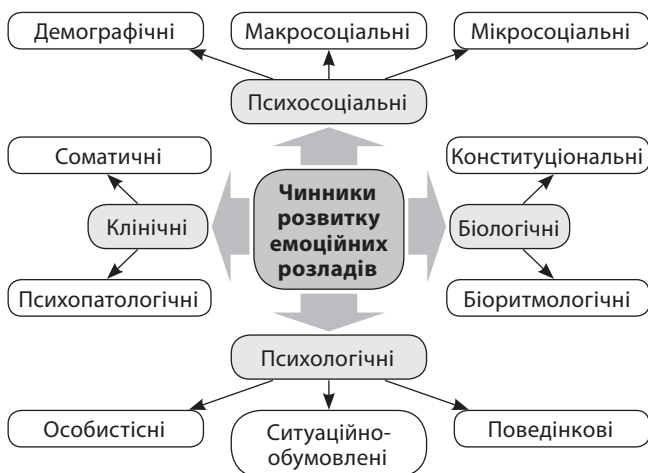 Демографічні
Макросоціальні
Мікросоціальні
Психосоціальні
Соматичні
Конституціональні
Чинники
розвитку
емоційних
розладів
Клінічні
Біологічні
Психопатологічні
Біоритмологічні
Психологічні
Особистісні
Ситуаційно-
обумовлені
Поведінкові